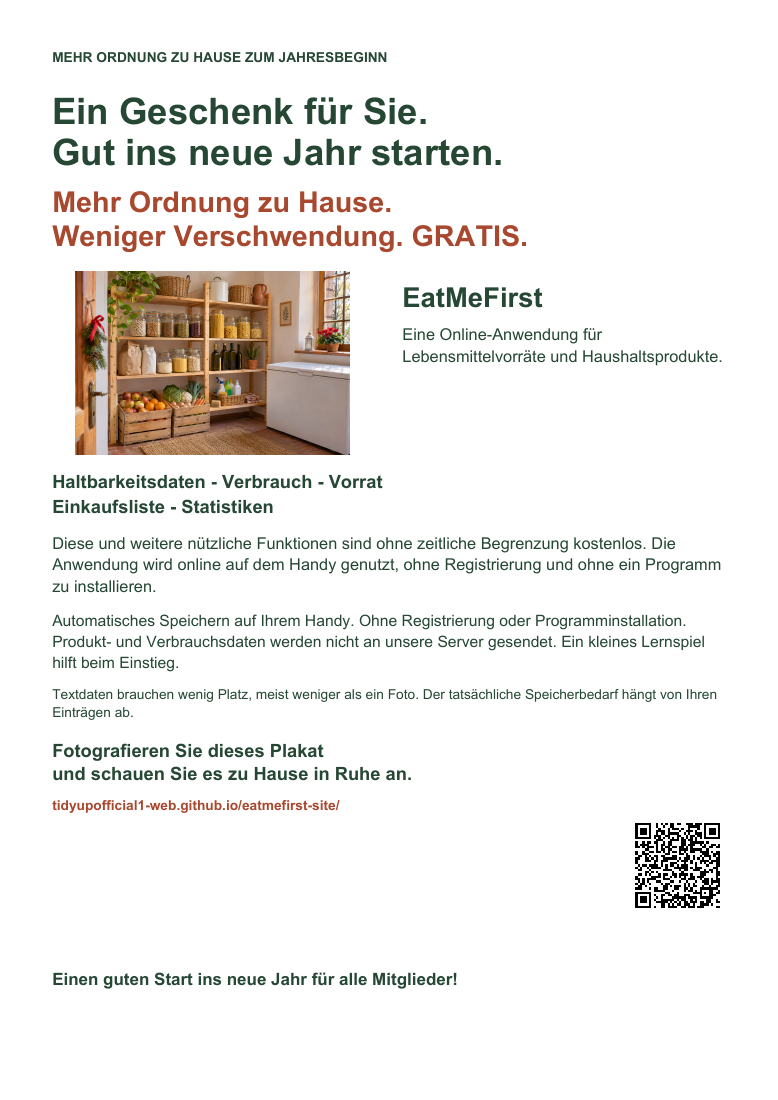 MEHR ORDNUNG ZU HAUSE ZUM JAHRESBEGINN
Ein Geschenk für Sie.
Gut ins neue Jahr starten.
Mehr Ordnung zu Hause.
Weniger Verschwendung. GRATIS.
EatMeFirst
Eine Online-Anwendung für
Lebensmittelvorräte und Haushaltsprodukte.
Haltbarkeitsdaten - Verbrauch - Vorrat
Einkaufsliste - Statistiken
Diese und weitere nützliche Funktionen sind ohne zeitliche Begrenzung kostenlos. Die
Anwendung wird online auf dem Handy genutzt, ohne Registrierung und ohne ein Programm
zu installieren.
Automatisches Speichern auf Ihrem Handy. Ohne Registrierung oder Programminstallation.
Produkt- und Verbrauchsdaten werden nicht an unsere Server gesendet. Ein kleines Lernspiel
hilft beim Einstieg.
Textdaten brauchen wenig Platz, meist weniger als ein Foto. Der tatsächliche Speicherbedarf hängt von Ihren
Einträgen ab.
Fotografieren Sie dieses Plakat
und schauen Sie es zu Hause in Ruhe an.
tidyupofficial1-web.github.io/eatmefirst-site/
Einen guten Start ins neue Jahr für alle Mitglieder!